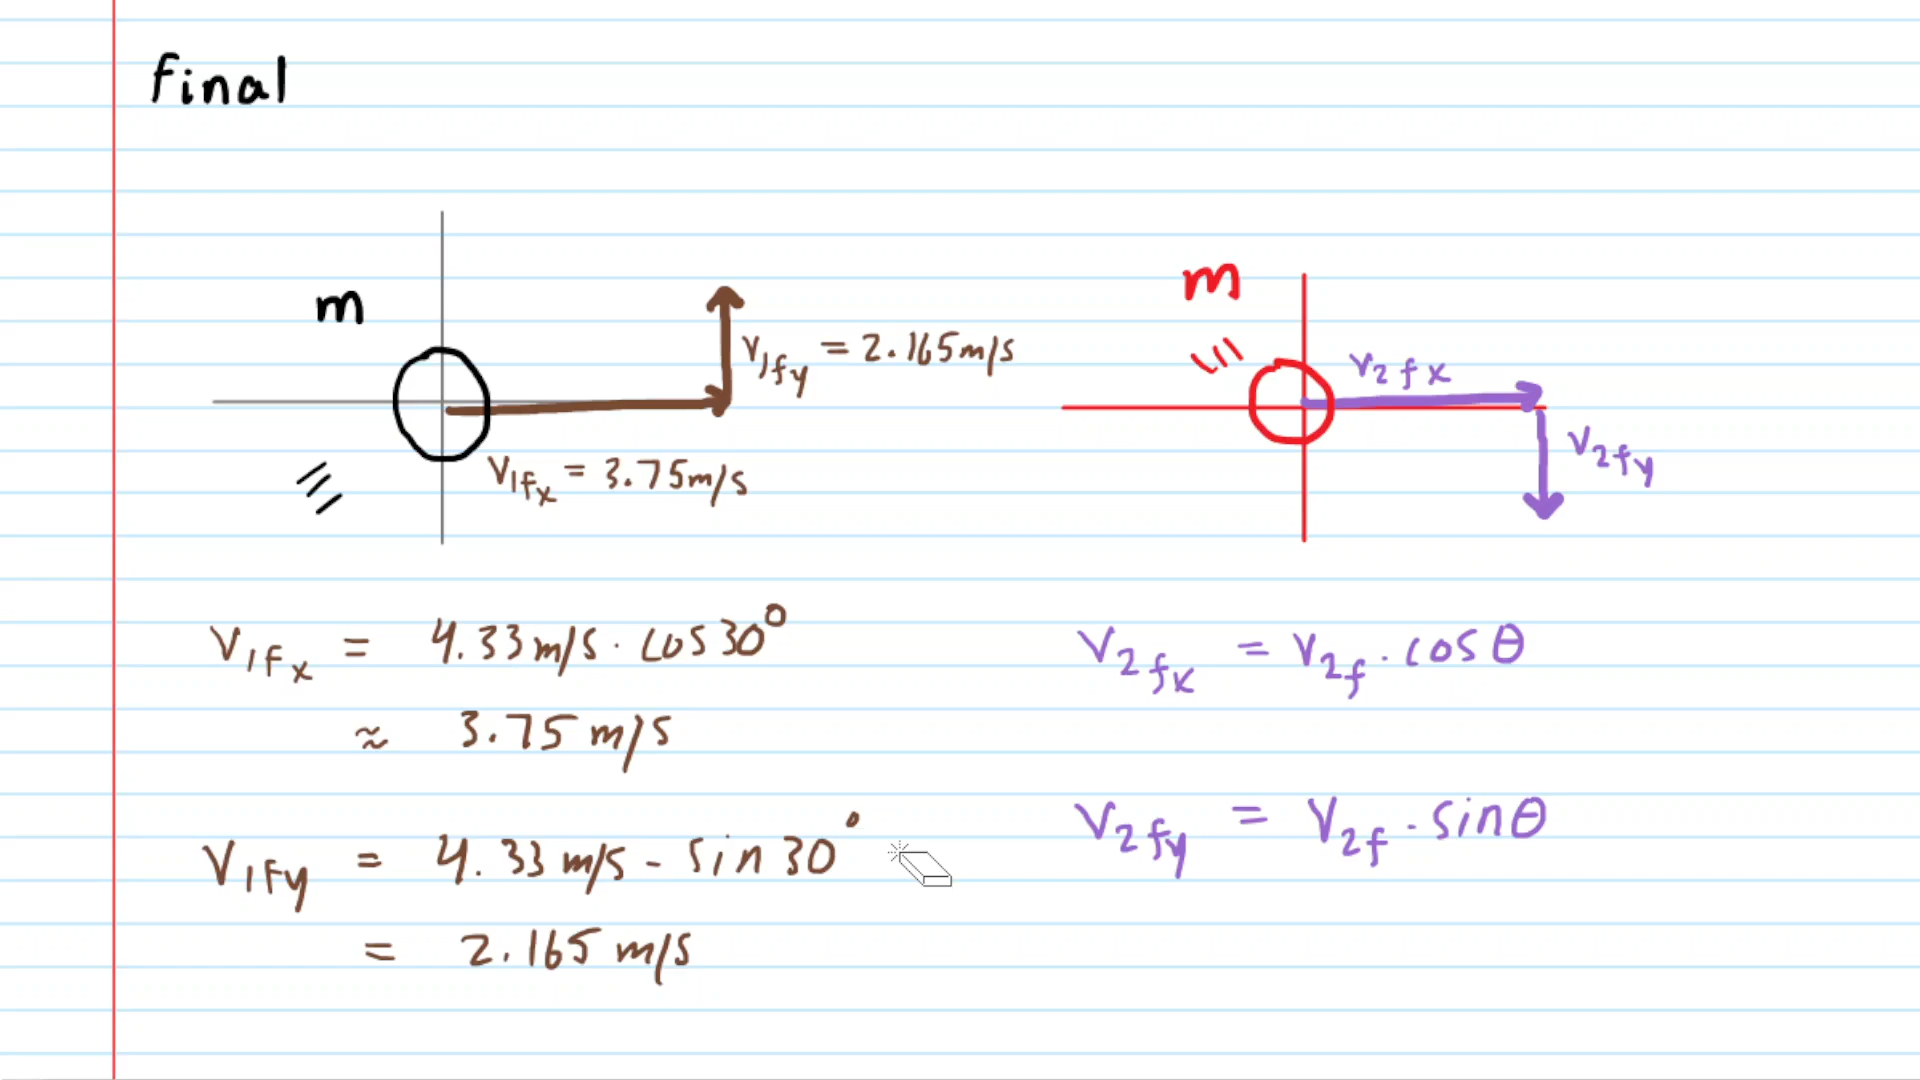 final
m
v1fy = 2.165m/s
v1fx = 3.75m/s
m
v2fx
v2fy
v1fx = 4.33 m/s · cos 30°
≈ 3.75 m/s
v1fy = 4.33 m/s - sin 30°
= 2.165 m/s
v2fx = v2f · cos θ
v2fy = v2f · sin θ